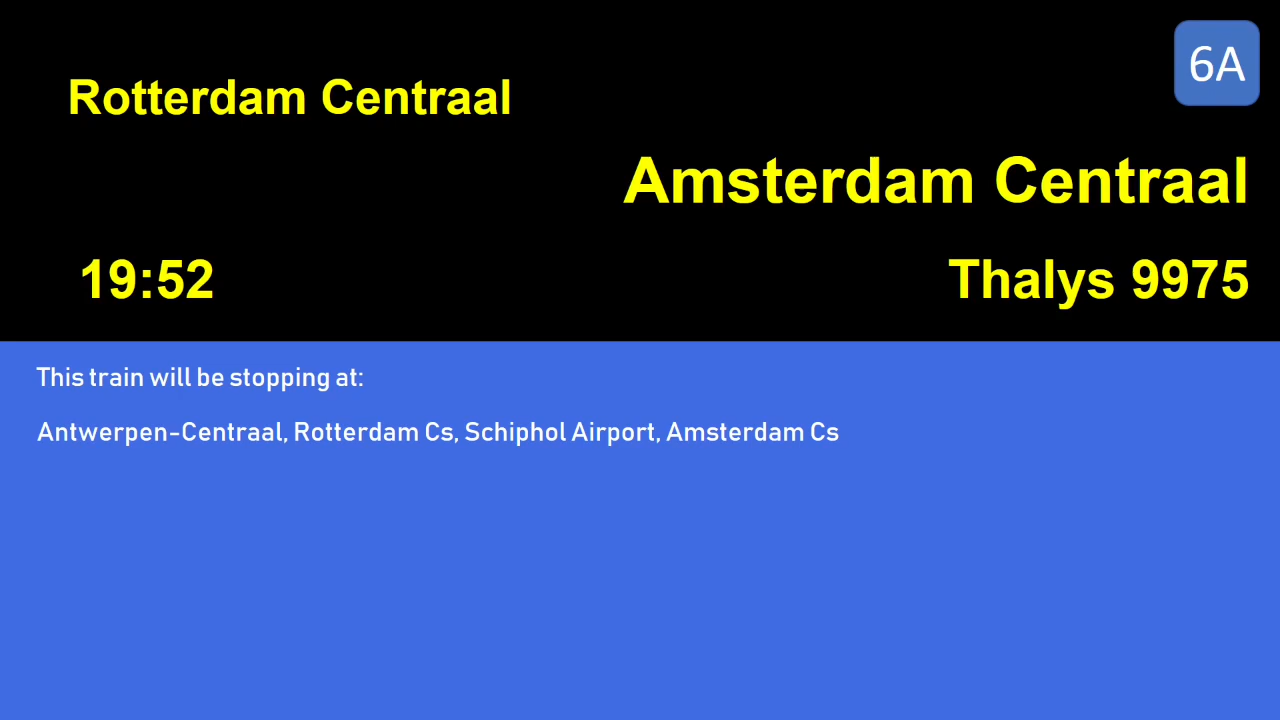 6A
Rotterdam Centraal
Amsterdam Centraal
19:52
Thalys 9975
This train will be stopping at:
Antwerpen-Centraal, Rotterdam Cs, Schiphol Airport, Amsterdam Cs